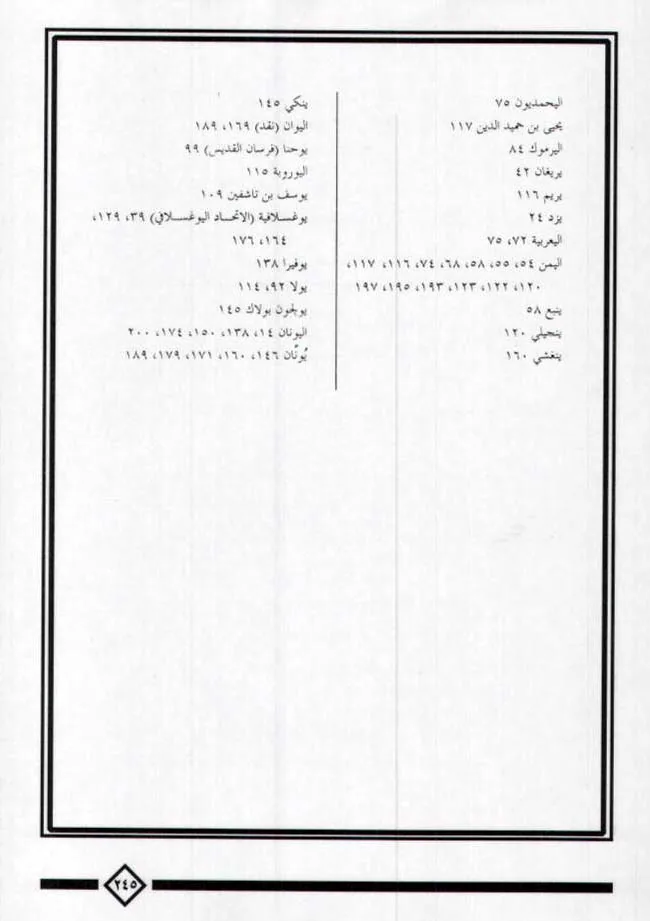 اليحمديون ٧٥
يحيى بن حميد الدين ١١٧
اليرموك ٨٤
يريغان ٤٢
يريم ١١٦
يزد ٢٤
اليعربية ٧٢، ٧٥
اليمن ٥٤، ٥٥، ٥٨، ٦٨، ٧٤، ١١٦، ١١٧،
١٢٠، ١٢٢، ١٢٣، ١٩٣، ١٩٥، ١٩٧
ينبع ٥٨
ينجيلي ١٢٠
ينغشي ١٦٠
ينكي ١٤٥
اليوان (نقد) ١٦٩، ١٨٩
يوحنا (فرسان القديس) ٩٩
اليوروبة ١١٥
يوسف بن تاشفين ١٠٩
يوغسلافية (الاتحاد اليوغسلافي) ٣٩، ١٢٩،
١٦٤، ١٧٦
يوفيرا ١٣٨
يولا ٩٢، ١١٤
يولجون بولاك ١٤٥
اليونان ١٤، ١٣٨، ١٥٠، ١٧٤، ٢٠٠
يُونَّان ١٤٦، ١٦٠، ١٧١، ١٧٩، ١٨٩
٢٤٥